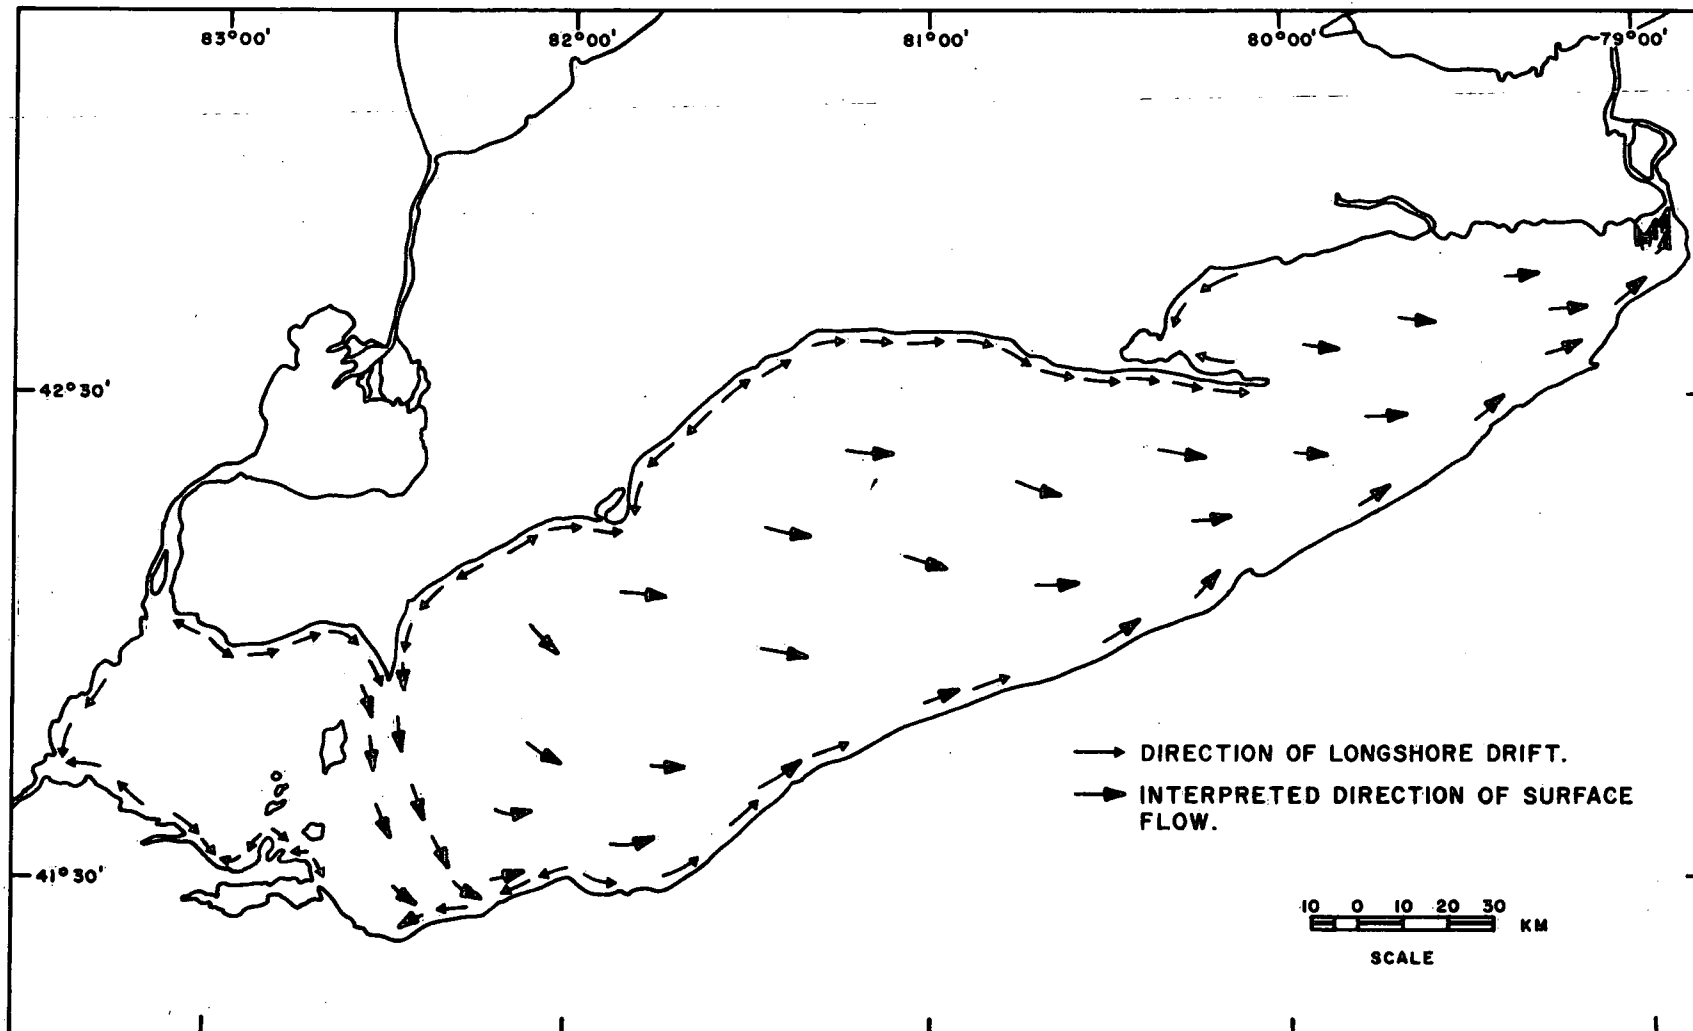 83°00' 82°00' 81°00' 80°00' 79°00'
42°30'
DIRECTION OF LONGSHORE DRIFT.
INTERPRETED DIRECTION OF SURFACE
FLOW.
41°30'
10 0 10 20 30 KM
SCALE